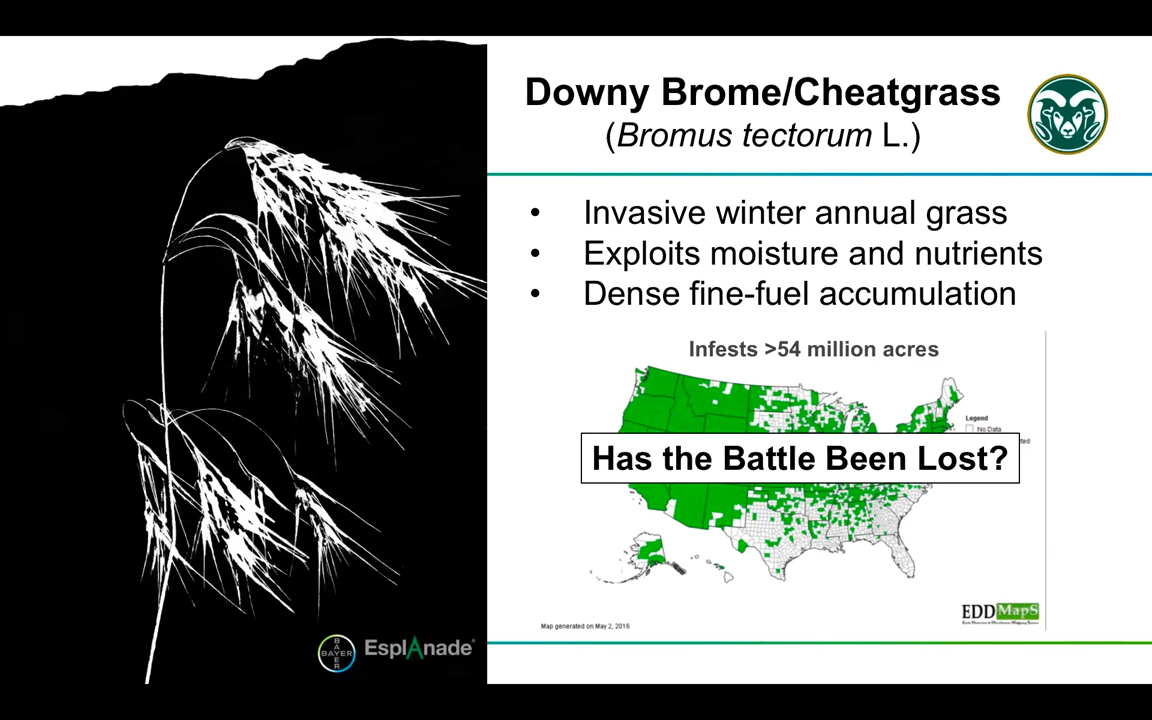 Downy Brome/Cheatgrass
(Bromus tectorum L.)
• Invasive winter annual grass
• Exploits moisture and nutrients
• Dense fine-fuel accumulation
Infests >54 million acres
Legend
No Data
Has the Battle Been Lost?
EDDMapS
Map generated on May 2, 2016
BAYER
BAYER
EsplAnade